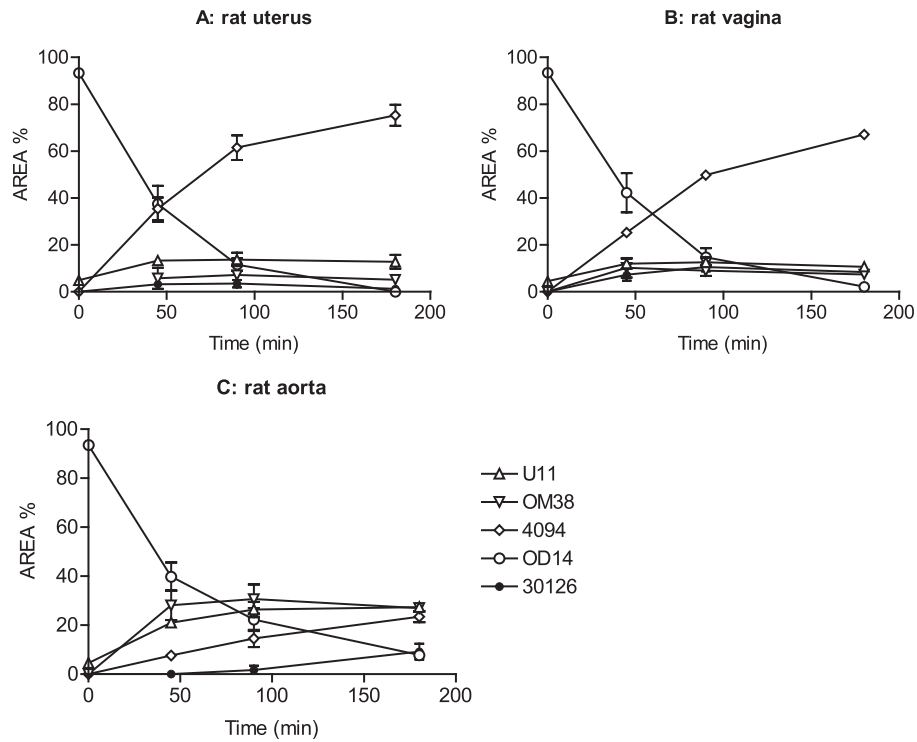 A: rat uterus
100
80
60
40
20
0
AREA %
0 50 100 150 200
Time (min)
B: rat vagina
100
80
60
40
20
0
AREA %
0 50 100 150 200
Time (min)
C: rat aorta
100
80
60
40
20
0
AREA %
0 50 100 150 200
Time (min)
U11
OM38
4094
OD14
30126